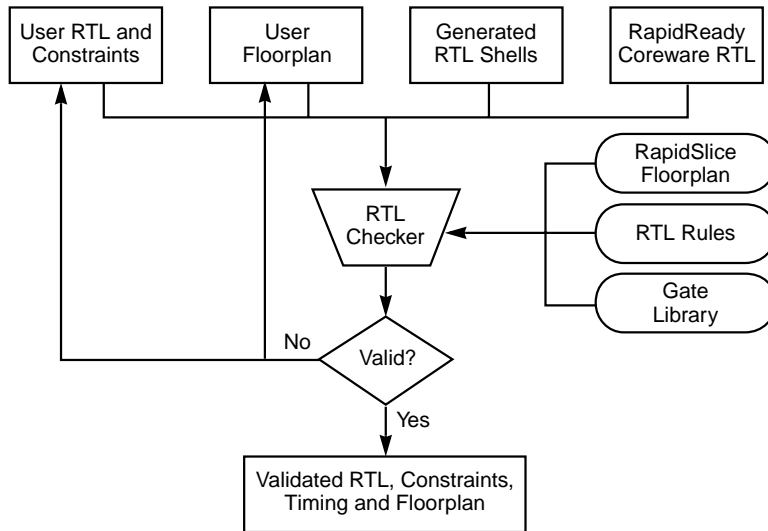 User RTL and
Constraints
User
Floorplan
Generated
RTL Shells
RapidReady
Coreware RTL
RapidSlice
Floorplan
RTL
Checker
RTL Rules
Gate
Library
No
Valid?
Yes
Validated RTL, Constraints,
Timing and Floorplan